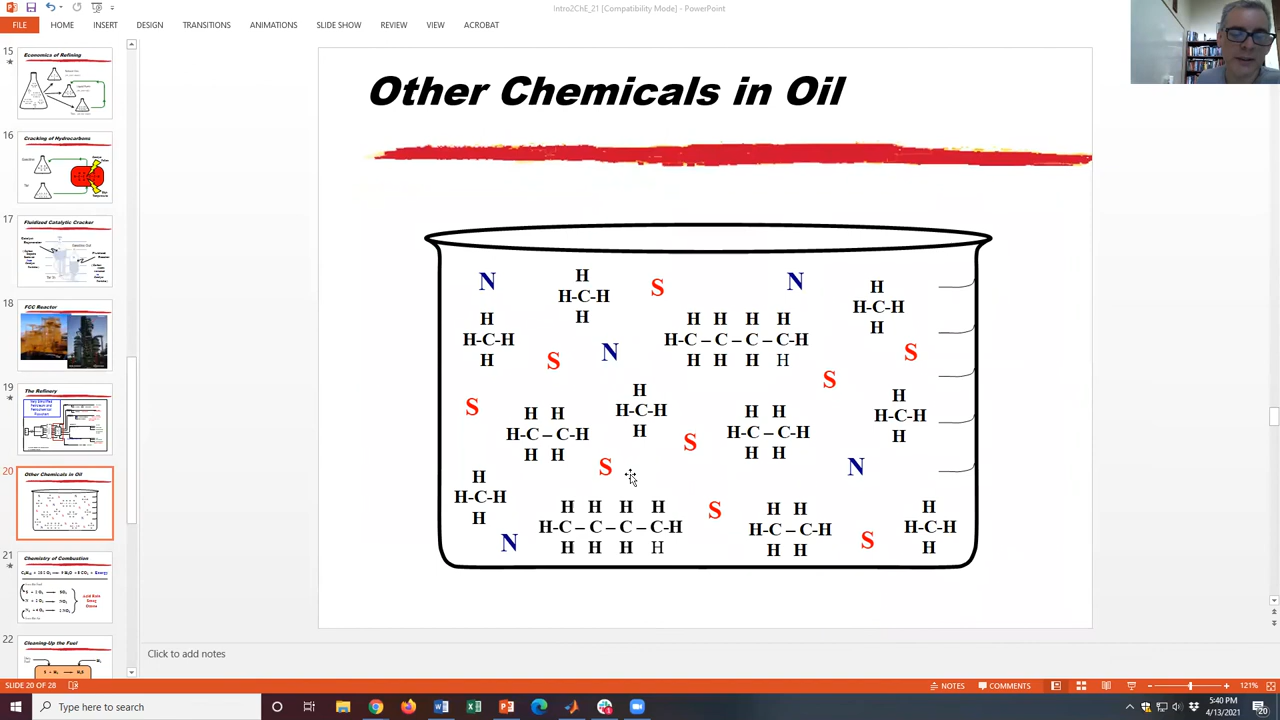 Intro2ChE_21 [Compatibility Mode] - PowerPoint
FILE HOME INSERT DESIGN TRANSITIONS ANIMATIONS SLIDE SHOW REVIEW VIEW ACROBAT
15
Economics of Refining
16
Cracking of Hydrocarbons
17
Fluidized Catalytic Cracker
18
FCC Reactor
19
The Refinery
20
Other Chemicals in Oil
21
Chemistry of Combustion
22
Cleaning-Up the Fuel
Other Chemicals in Oil
N H S N H
H-C-H H-C-H
H H H H H H H
H-C-H N H-C – C – C – C-H S
H S H H H H
S H S H
S H-C-H H-C-H
H H H H H H
H-C – C-H S H-C – C-H
H H H H
S N
H
H-C-H H H H H S H H H
H H-C – C – C – C-H H-C – C-H H-C-H
N H H H H H H S H
Click to add notes
SLIDE 20 OF 28 NOTES COMMENTS 121%
Type here to search
5:40 PM
4/13/2021
20